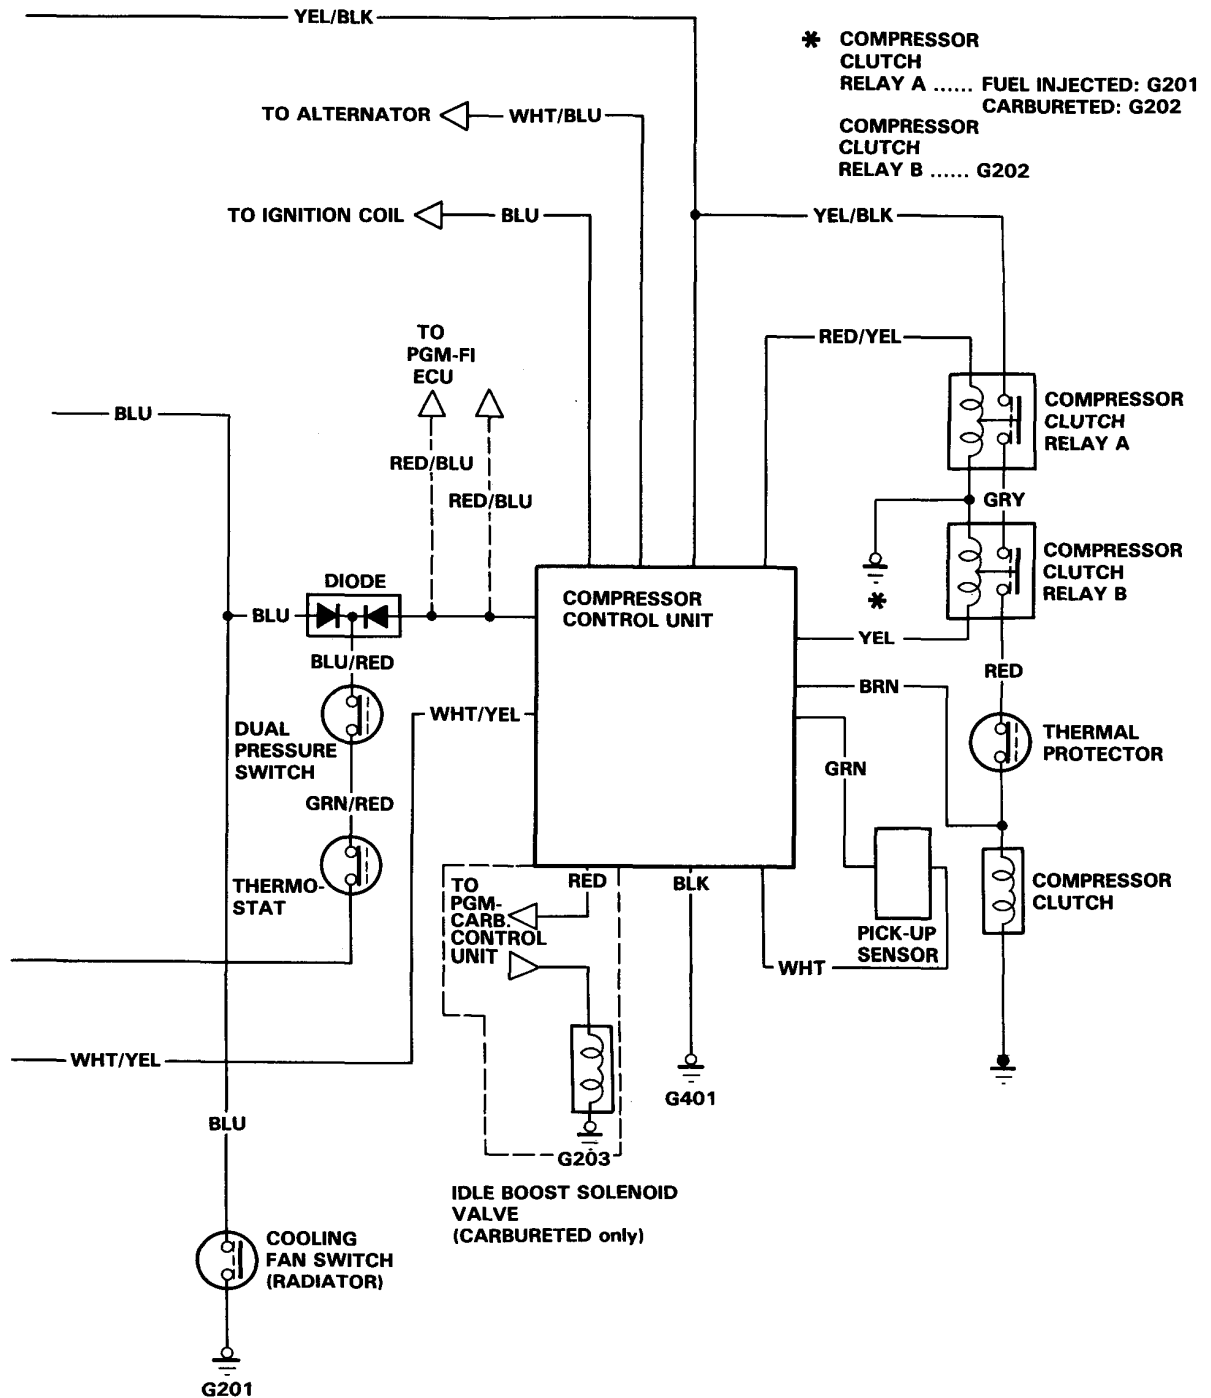 YEL/BLK
* COMPRESSOR
CLUTCH
RELAY A ...... FUEL INJECTED: G201
CARBURETED: G202
COMPRESSOR
CLUTCH
RELAY B ...... G202
TO ALTERNATOR
WHT/BLU
TO IGNITION COIL
BLU
YEL/BLK
TO
PGM-FI
ECU
RED/YEL
BLU
RED/BLU
RED/BLU
COMPRESSOR
CLUTCH
RELAY A
GRY
COMPRESSOR
CLUTCH
RELAY B
*
DIODE
BLU
COMPRESSOR
CONTROL UNIT
YEL
BLU/RED
RED
BRN
WHT/YEL
DUAL
PRESSURE
SWITCH
THERMAL
PROTECTOR
GRN
GRN/RED
THERMO-
STAT
TO
PGM-
CARB.
CONTROL
UNIT
RED
BLK
COMPRESSOR
CLUTCH
PICK-UP
SENSOR
WHT
WHT/YEL
G401
BLU
G203
IDLE BOOST SOLENOID
VALVE
(CARBURETED only)
COOLING
FAN SWITCH
(RADIATOR)
G201